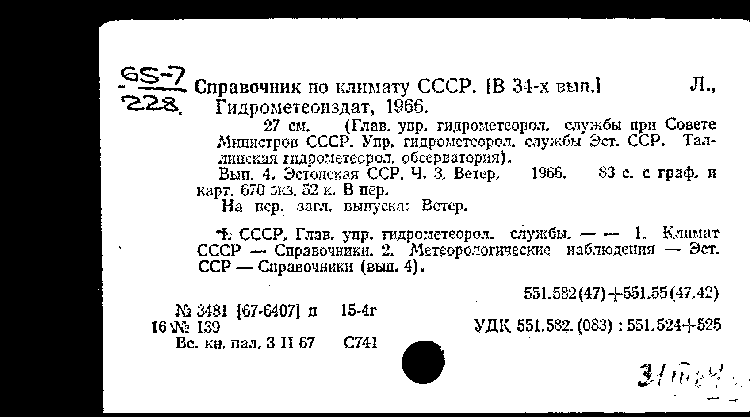 65-7
228
Справочник по климату СССР. [В 34-х вып.] Л.,
Гидрометеоиздат, 1966.
27 см. (Глав. упр. гидрометеорол. службы при Совете
Министров СССР. Упр. гидрометеорол. службы Эст. ССР. Тал-
линская гидрометеорол. обсерватория).
Вып. 4. Эстонская ССР. Ч. 3. Ветер. 1966. 83 с. с граф. и
карт. 670 экз. 52 к. В пер.
На пер. загл. выпуска: Ветер.
1. СССР. Глав. упр. гидрометеорол. службы. — — 1. Климат
СССР — Справочники. 2. Метеорологические наблюдения — Эст.
ССР — Справочники (вып. 4).
551.582(47)+551.55(47.42)
№ 3481 [67-6407] п 15-4г
16 № 139 УДК 551.582.(083) : 551.524+525
Вс. кн. пал. 3 II 67 С741